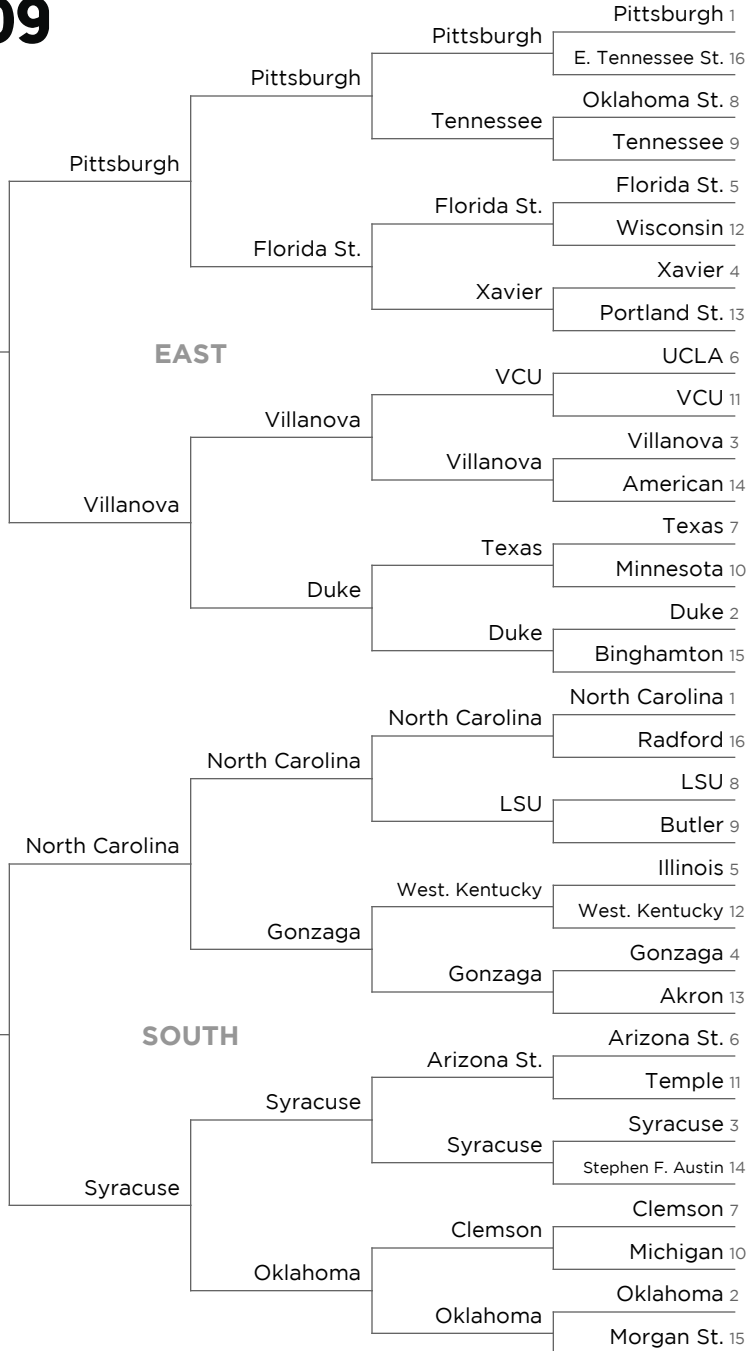 09
Pittsburgh 1
Pittsburgh
E. Tennessee St. 16
Pittsburgh
Oklahoma St. 8
Tennessee
Tennessee 9
Pittsburgh
Florida St. 5
Florida St.
Wisconsin 12
Florida St.
Xavier 4
Xavier
Portland St. 13
EAST
UCLA 6
VCU
VCU 11
Villanova
Villanova 3
Villanova
American 14
Villanova
Texas 7
Texas
Minnesota 10
Duke
Duke 2
Duke
Binghamton 15
North Carolina 1
North Carolina
Radford 16
North Carolina
LSU 8
LSU
Butler 9
North Carolina
Illinois 5
West. Kentucky
West. Kentucky 12
Gonzaga
Gonzaga 4
Gonzaga
Akron 13
SOUTH
Arizona St. 6
Arizona St.
Temple 11
Syracuse
Syracuse 3
Syracuse
Stephen F. Austin 14
Syracuse
Clemson 7
Clemson
Michigan 10
Oklahoma
Oklahoma 2
Oklahoma
Morgan St. 15